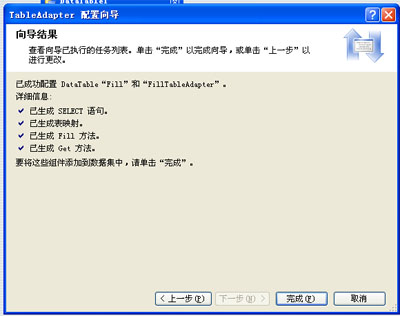 DataTable1
TableAdapter 配置向导
向导结果
查看向导已执行的任务列表。单击“完成”以完成向导，或单击“上一步”以
进行更改。
已成功配置 DataTable“Fill”和“FillTableAdapter”。
详细信息:
已生成 SELECT 语句。
已生成表映射。
已生成 Fill 方法。
已生成 Get 方法。
要将这些组件添加到数据集中，请单击“完成”。
< 上一步(P)
下一步(N) >
完成(F)
取消